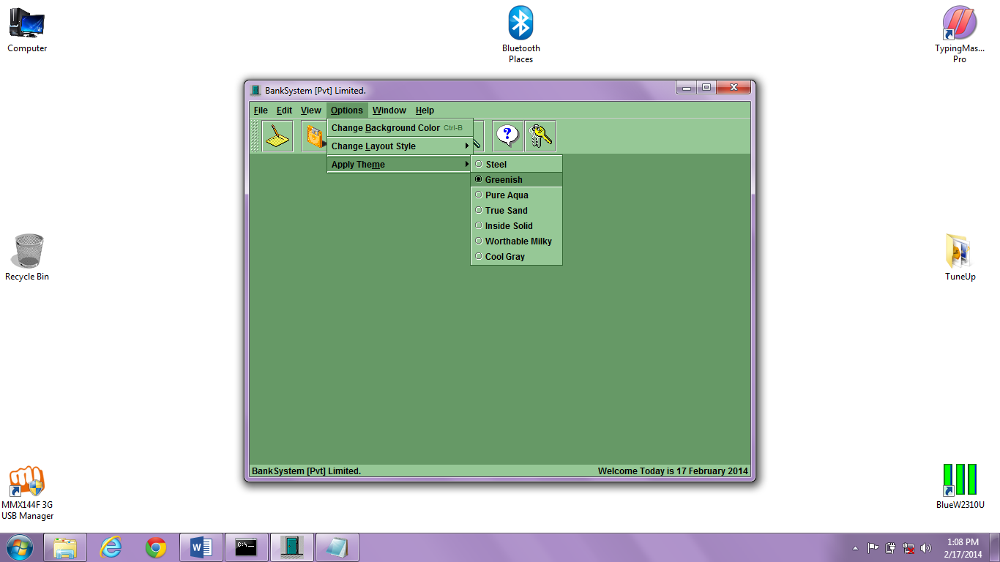 Computer
Bluetooth
Places
TypingMas...
Pro
BankSystem [Pvt] Limited.
File Edit View Options Window Help
Change Background Color Ctrl-B
Change Layout Style
Apply Theme
Steel
Greenish
Pure Aqua
True Sand
Inside Solid
Worthable Milky
Cool Gray
Recycle Bin
TuneUp
BankSystem [Pvt] Limited.
Welcome Today is 17 February 2014
MMX144F 3G
USB Manager
BlueW2310U
C:\._
1:08 PM
2/17/2014